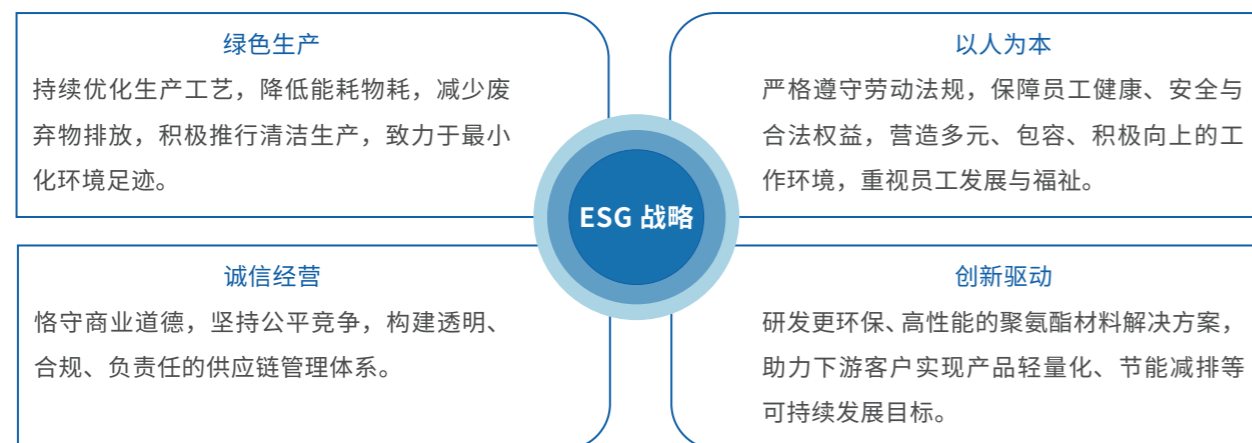 绿色生产
持续优化生产工艺，降低能耗物耗，减少废
弃物排放，积极推行清洁生产，致力于最小
化环境足迹。
以人为本
严格遵守劳动法规，保障员工健康、安全与
合法权益，营造多元、包容、积极向上的工
作环境，重视员工发展与福祉。
ESG 战略
诚信经营
恪守商业道德，坚持公平竞争，构建透明、
合规、负责任的供应链管理体系。
创新驱动
研发更环保、高性能的聚氨酯材料解决方案，
助力下游客户实现产品轻量化、节能减排等
可持续发展目标。